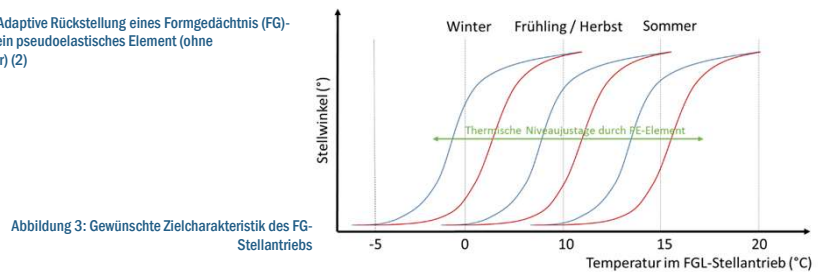 Adaptive Rückstellung eines Formgedächtnis (FG)-
ein pseudoelastisches Element (ohne
r) (2)
Winter Frühling / Herbst Sommer
Stellwinkel (°)
Thermische Niveaujustage durch PE-Element
Abbildung 3: Gewünschte Zielcharakteristik des FG-
Stellantriebs
-5 0 10 15 20
Temperatur im FGL-Stellantrieb (°C)